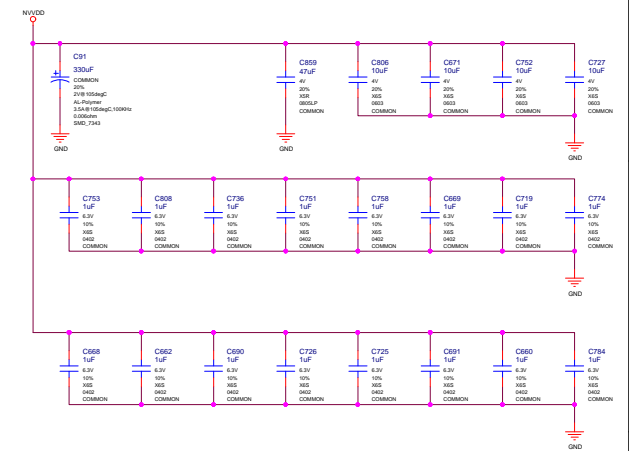 NVVDD
C91
330uF
COMMON
20%
2V@105degC
AL-Polymer
3.5A@105degC,100KHz
0.006ohm
SMD_7343
GND
C859
47uF
4V
20%
X5R
0805LP
COMMON
GND
C806
10uF
4V
20%
X6S
0603
COMMON
C671
10uF
4V
20%
X6S
0603
COMMON
C752
10uF
4V
20%
X6S
0603
COMMON
C727
10uF
4V
20%
X6S
0603
COMMON
GND
C753
1uF
6.3V
10%
X6S
0402
COMMON
C808
1uF
6.3V
10%
X6S
0402
COMMON
C736
1uF
6.3V
10%
X6S
0402
COMMON
C751
1uF
6.3V
10%
X6S
0402
COMMON
C758
1uF
6.3V
10%
X6S
0402
COMMON
C669
1uF
6.3V
10%
X6S
0402
COMMON
C719
1uF
6.3V
10%
X6S
0402
COMMON
C774
1uF
6.3V
10%
X6S
0402
COMMON
GND
C668
1uF
6.3V
10%
X6S
0402
COMMON
C662
1uF
6.3V
10%
X6S
0402
COMMON
C690
1uF
6.3V
10%
X6S
0402
COMMON
C726
1uF
6.3V
10%
X6S
0402
COMMON
C725
1uF
6.3V
10%
X6S
0402
COMMON
C691
1uF
6.3V
10%
X6S
0402
COMMON
C660
1uF
6.3V
10%
X6S
0402
COMMON
C784
1uF
6.3V
10%
X6S
0402
COMMON
GND